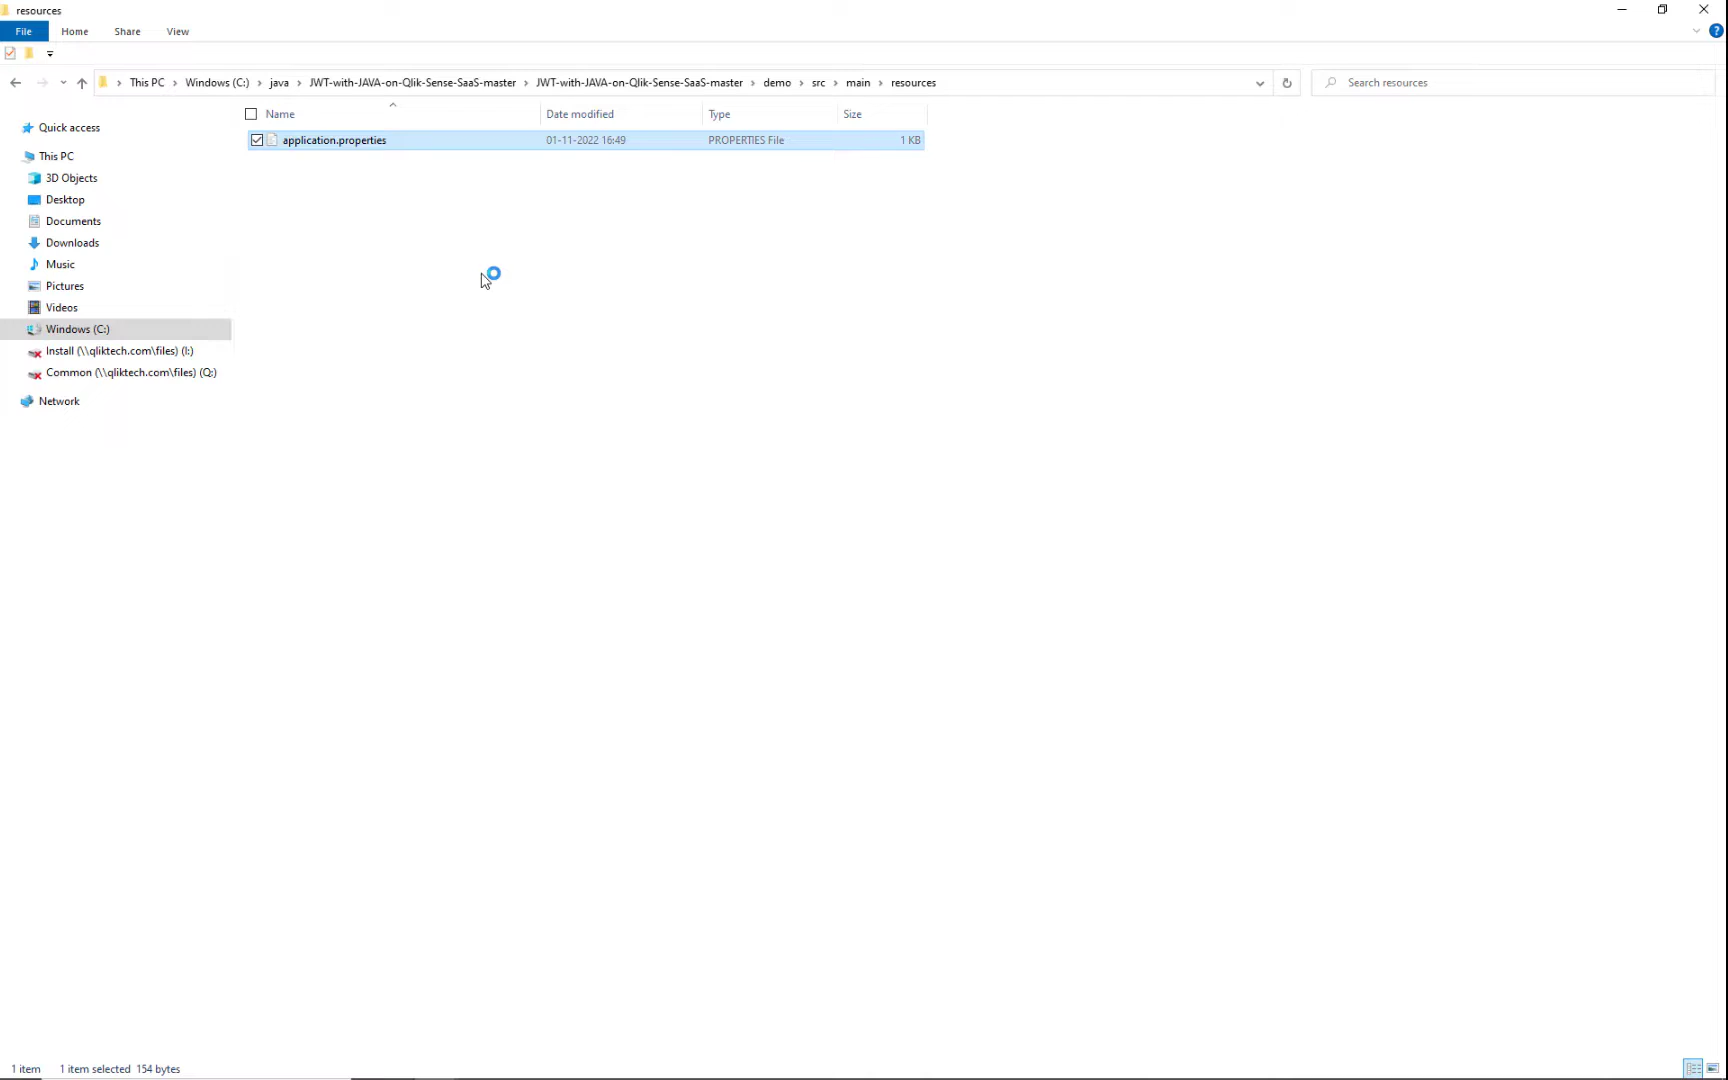 resources
File Home Share View
This PC Windows (C:) java JWT-with-JAVA-on-Qlik-Sense-SaaS-master JWT-with-JAVA-on-Qlik-Sense-SaaS-master demo src main resources Search resources
Name Date modified Type Size
application.properties 01-11-2022 16:49 PROPERTIES File 1 KB
Quick access
This PC
3D Objects
Desktop
Documents
Downloads
Music
Pictures
Videos
Windows (C:)
Install (\\qliktech.com\files) (I:)
Common (\\qliktech.com\files) (Q:)
Network
1 item 1 item selected 154 bytes